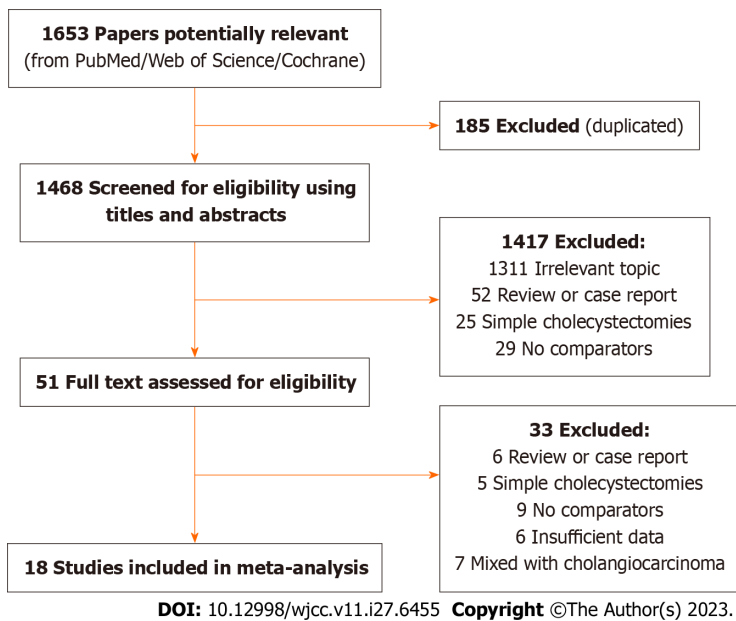 1653 Papers potentially relevant
(from PubMed/Web of Science/Cochrane)
185 Excluded (duplicated)
1468 Screened for eligibility using
titles and abstracts
1417 Excluded:
1311 Irrelevant topic
52 Review or case report
25 Simple cholecystectomies
29 No comparators
51 Full text assessed for eligibility
33 Excluded:
6 Review or case report
5 Simple cholecystectomies
9 No comparators
6 Insufficient data
7 Mixed with cholangiocarcinoma
18 Studies included in meta-analysis
DOI: 10.12998/wjcc.v11.i27.6455 Copyright ©The Author(s) 2023.